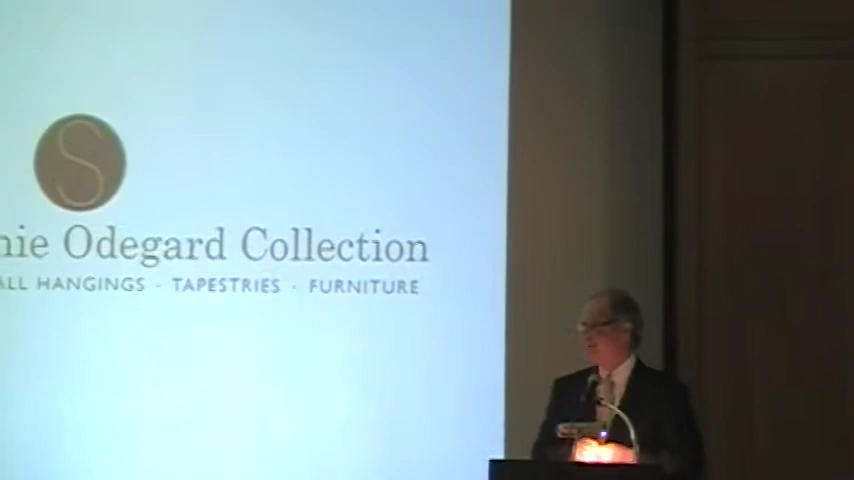 S
nie Odegard Collection
ALL HANGINGS · TAPESTRIES · FURNITURE